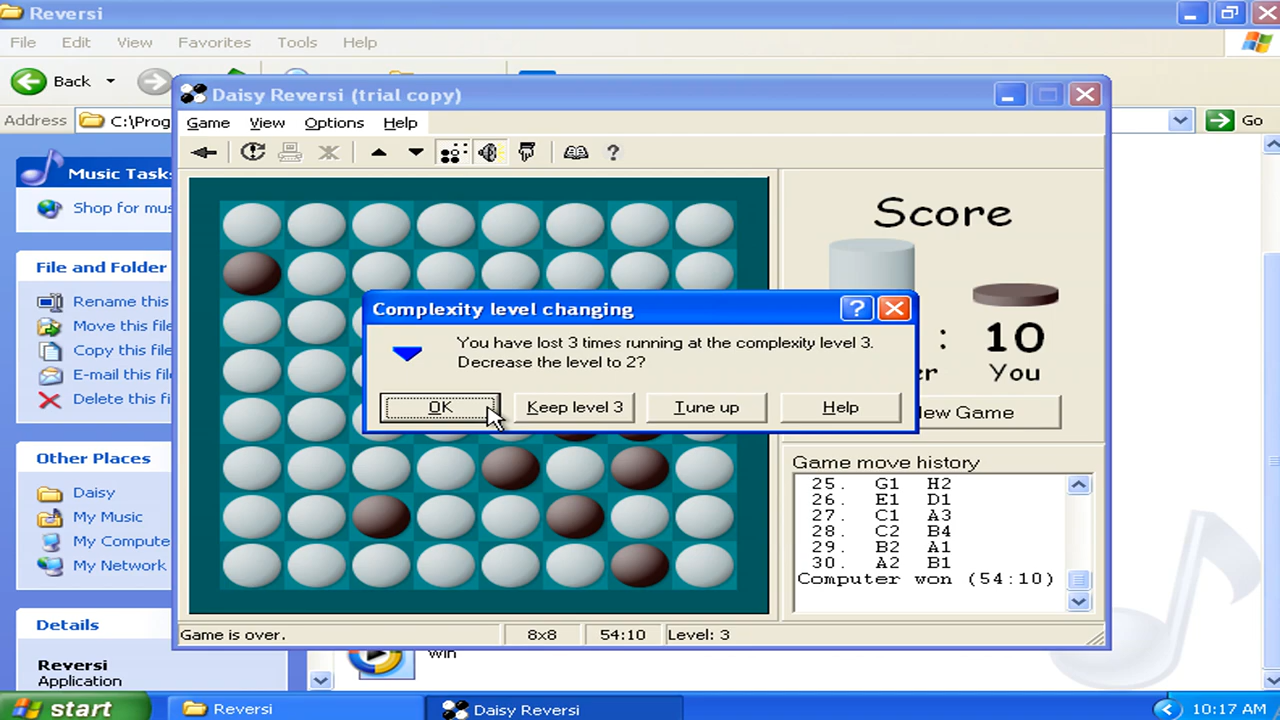 Reversi
File Edit View Favorites Tools Help
Back
Address C:\Prog Go
Daisy Reversi (trial copy)
Game View Options Help
Music Task
Shop for mus
File and Folder
Rename this
Move this file
Copy this file
E-mail this file
Delete this fi
Other Places
Daisy
My Music
My Compute
My Network
Details
Reversi
Application
Score
: 10
You
ew Game
Complexity level changing
You have lost 3 times running at the complexity level 3.
Decrease the level to 2?
OK Keep level 3 Tune up Help
Game move history
25. G1 H2
26. E1 D1
27. C1 A3
28. C2 B4
29. B2 A1
30. A2 B1
Computer won (54:10)
Game is over. 8x8 54:10 Level: 3
win
start Reversi Daisy Reversi 10:17 AM